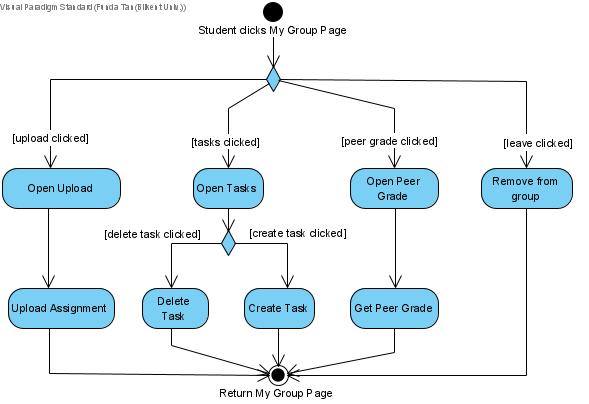 Visual Paradigm Standard (Funda Tan (Bilkent Univ.))
Student clicks My Group Page
[upload clicked]
[tasks clicked]
[peer grade clicked]
[leave clicked]
Open Upload
Open Tasks
Open Peer
Grade
Remove from
group
[delete task clicked]
[create task clicked]
Upload Assignment
Delete
Task
Create Task
Get Peer Grade
Return My Group Page